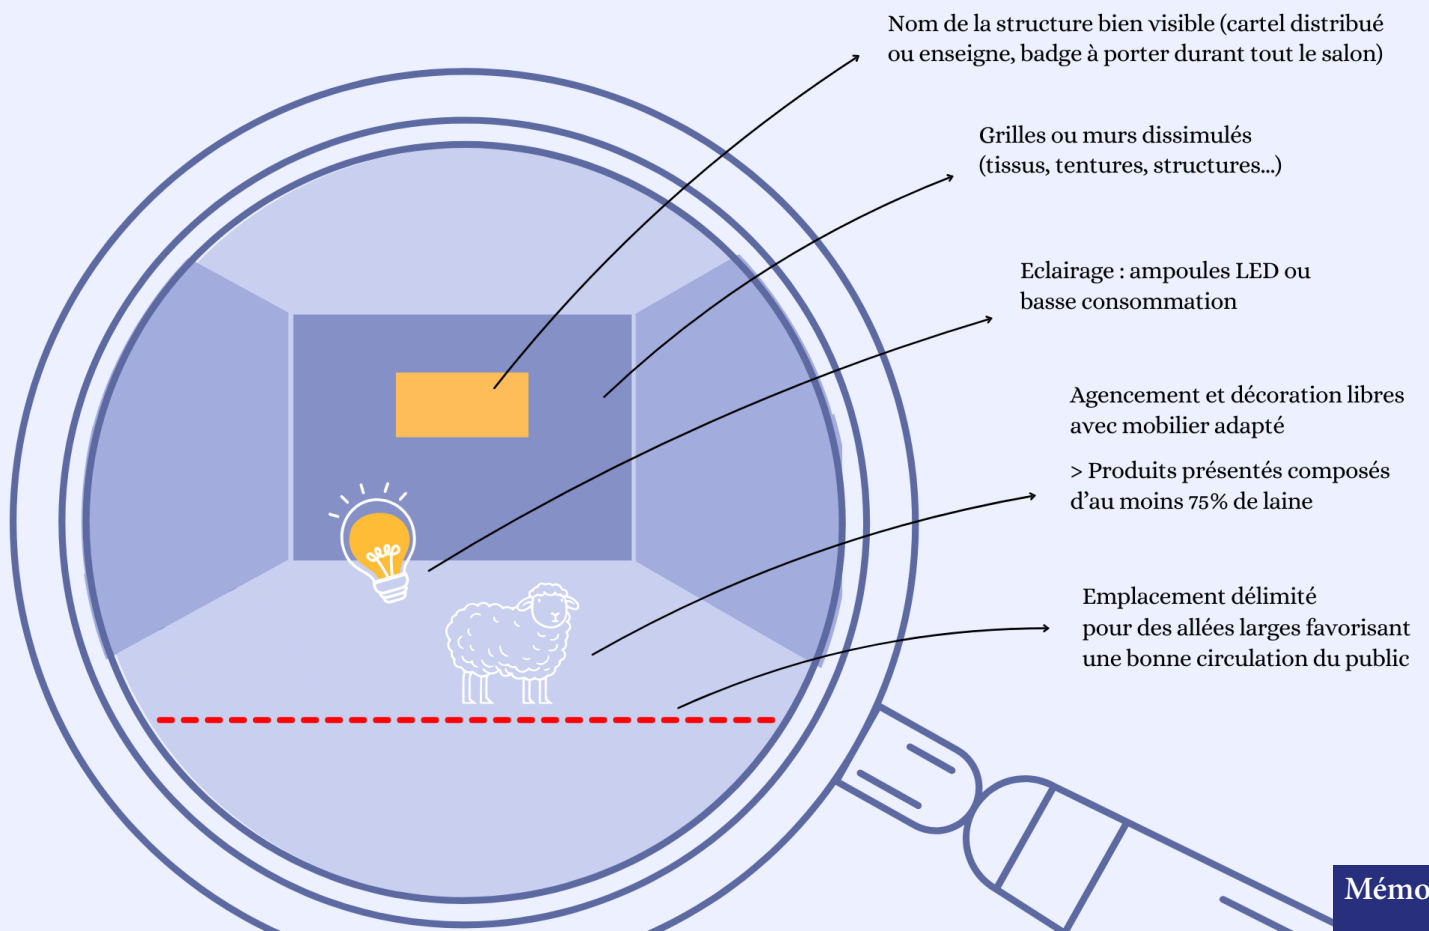 Nom de la structure bien visible (cartel distribué
ou enseigne, badge à porter durant tout le salon)
Grilles ou murs dissimulés
(tissus, tentures, structures...)
Eclairage : ampoules LED ou
basse consommation
Agencement et décoration libres
avec mobilier adapté
> Produits présentés composés
d’au moins 75% de laine
Emplacement délimité
pour des allées larges favorisant
une bonne circulation du public
Mémo